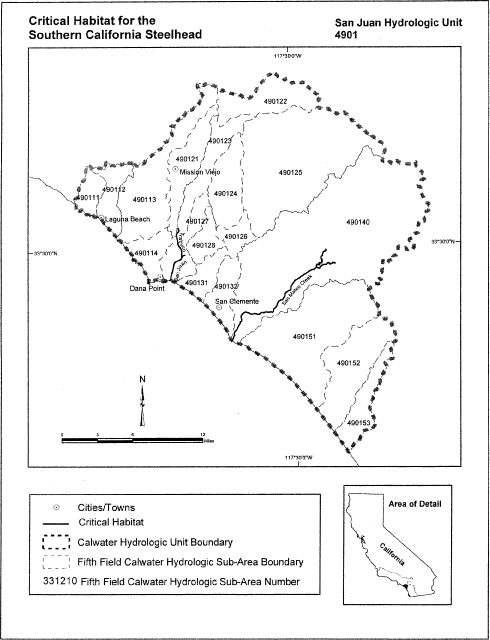 Critical Habitat for the
Southern California Steelhead
San Juan Hydrologic Unit
4901
117°30'0"W
490122
490123
490121
Mission Viejo
490125
490124
490111
490112
490113
Laguna Beach
490127
490126
490140
490128
33°30'0"N
33°30'0"N
490114
San Juan
Dana Point
490131
490132
San Clemente
San Mateo Creek
490151
490152
490153
N
0
3
6
12
Miles
117°30'0"W
Cities/Towns
Critical Habitat
Calwater Hydrologic Unit Boundary
Fifth Field Calwater Hydrologic Sub-Area Boundary
331210 Fifth Field Calwater Hydrologic Sub-Area Number
Area of Detail
California